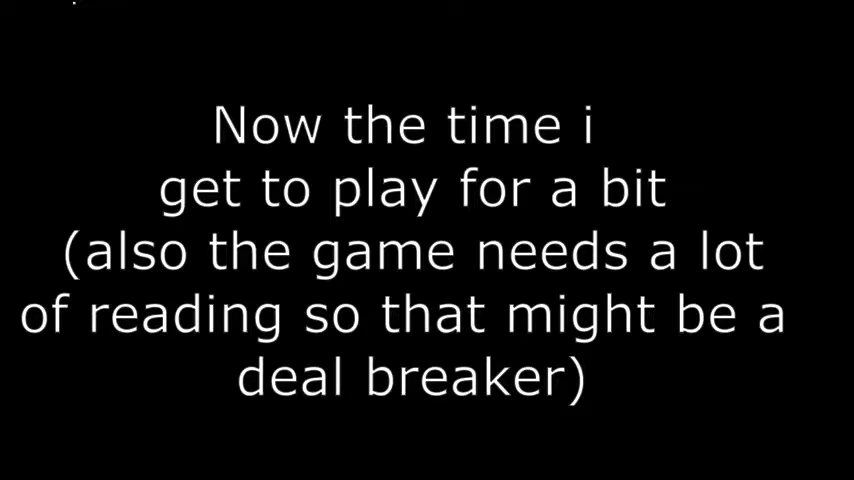 Now the time i
get to play for a bit
(also the game needs a lot
of reading so that might be a
deal breaker)